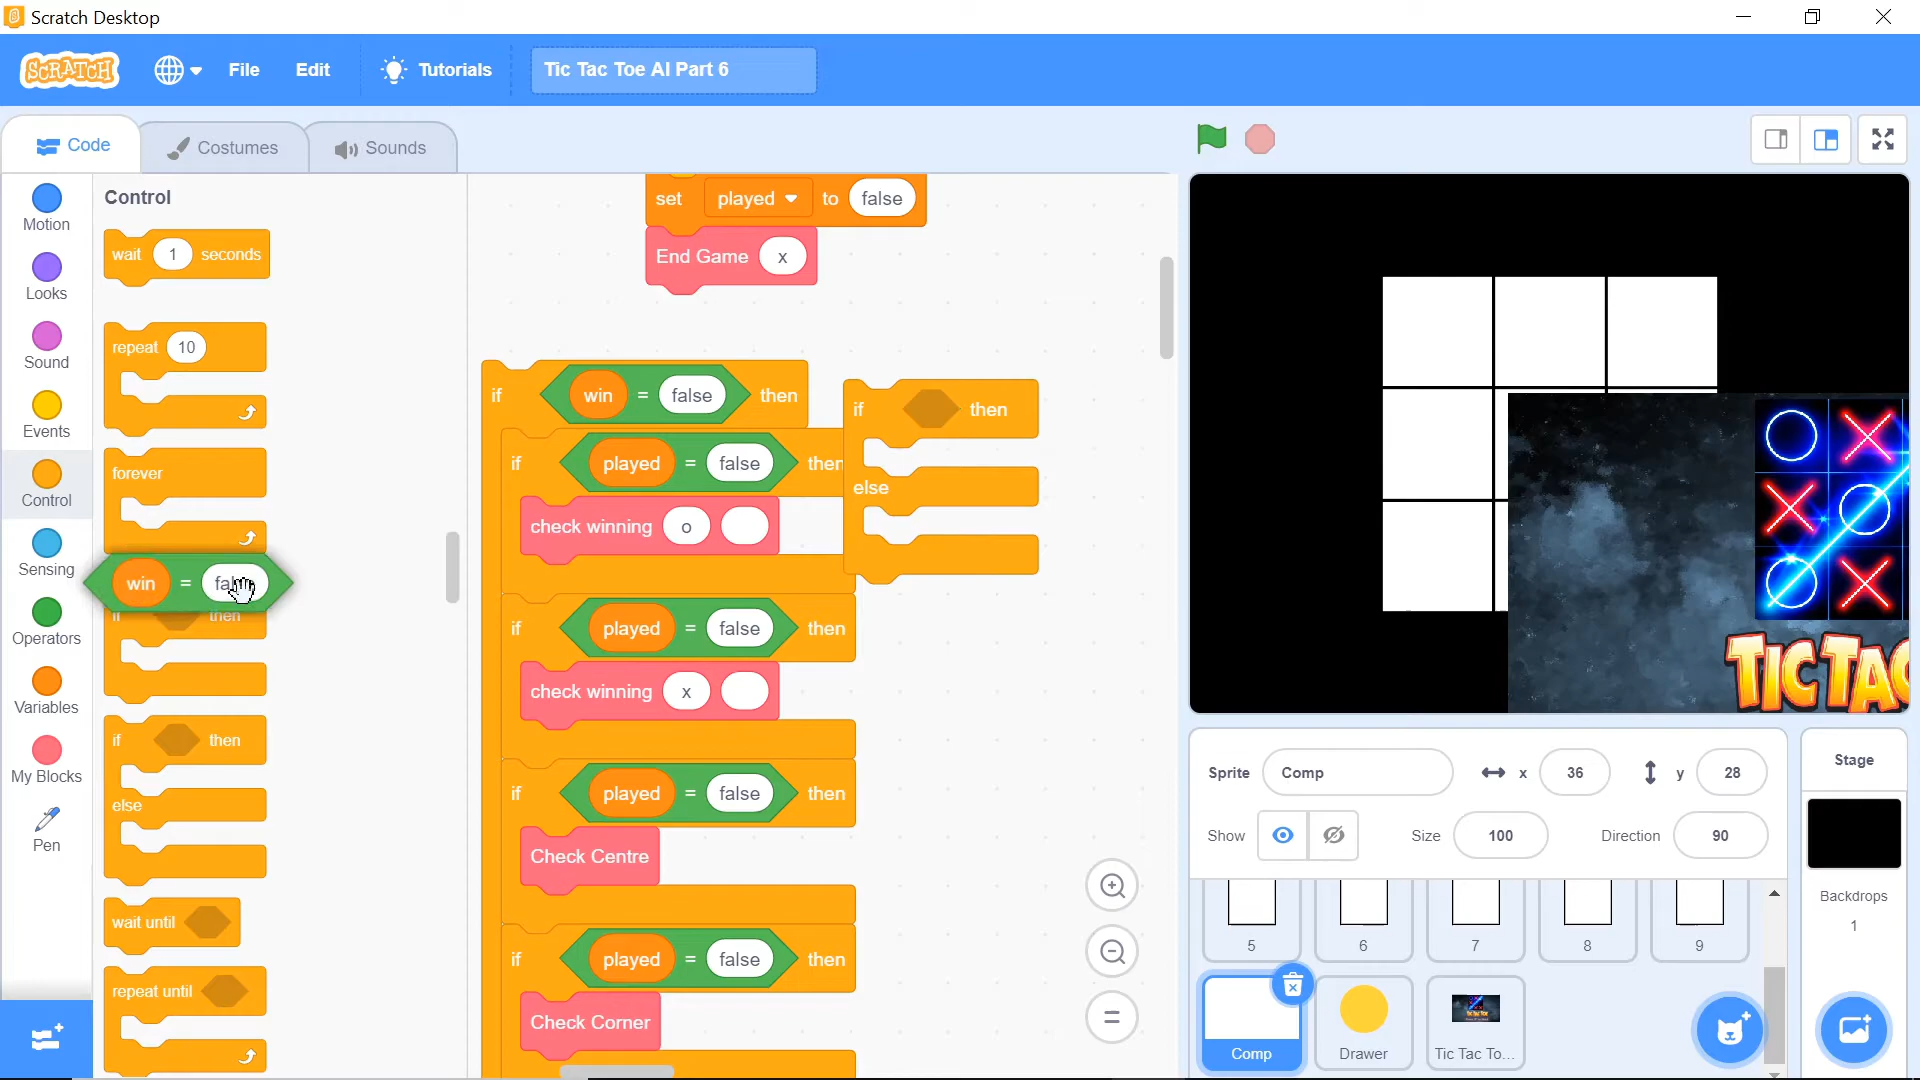 Scratch Desktop
SCRATCH File Edit Tutorials Tic Tac Toe AI Part 6
Code Costumes Sounds
Motion
Looks
Sound
Events
Control
Sensing
Operators
Variables
My Blocks
Pen
Control
wait 1 seconds
repeat 10
forever
win =
if then
if then
else
wait until
repeat until
set played to false
End Game x
if win = false then
if played = false then
check winning o
if played = false then
check winning x
if played = false then
Check Centre
if played = false then
Check Corner
if then
else
TIC TAC
Sprite Comp x 36 y 28
Show Size 100 Direction 90
5 6 7 8 9
Comp Drawer Tic Tac To...
Stage
Backdrops
1